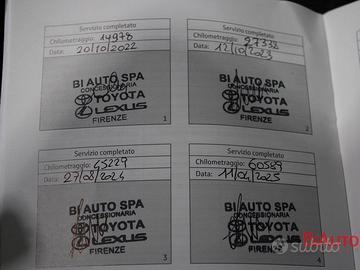 Servizio completato
Chilometraggio: 14978
Data: 20/10/2022
BI AUTO SPA
CONCESSIONARIA
TOYOTA
LEXUS
FIRENZE
1
Servizio completato
Chilometraggio: 27338
Data: 12/10/2023
BI AUTO SPA
CONCESSIONARIA
TOYOTA
LEXUS
FIRENZE
2
Servizio completato
Chilometraggio: 45229
Data: 27/08/2024
BI AUTO SPA
CONCESSIONARIA
TOYOTA
LEXUS
FIRENZE
3
Servizio completato
Chilometraggio: 60589
Data: 11/04/2025
BI AUTO SPA
CONCESSIONARIA
TOYOTA
LEXUS
FIRENZE
4
subito